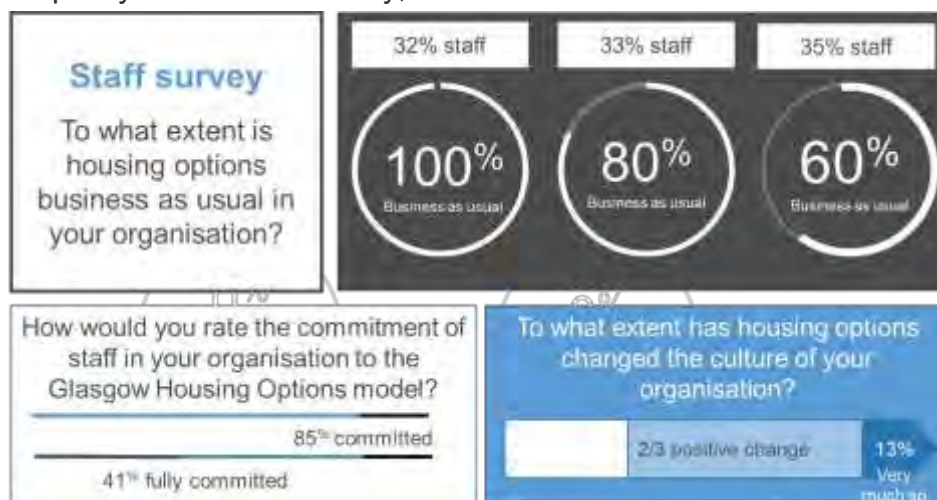 Staff survey
To what extent is
housing options
business as usual in
your organisation?
32% staff
33% staff
35% staff
100%
Business as usual
80%
Business as usual
60%
Business as usual
How would you rate the commitment of
staff in your organisation to the
Glasgow Housing Options model?
85% committed
41% fully committed
To what extent has housing options
changed the culture of your
organisation?
2/3 positive change
13%
Very
much so